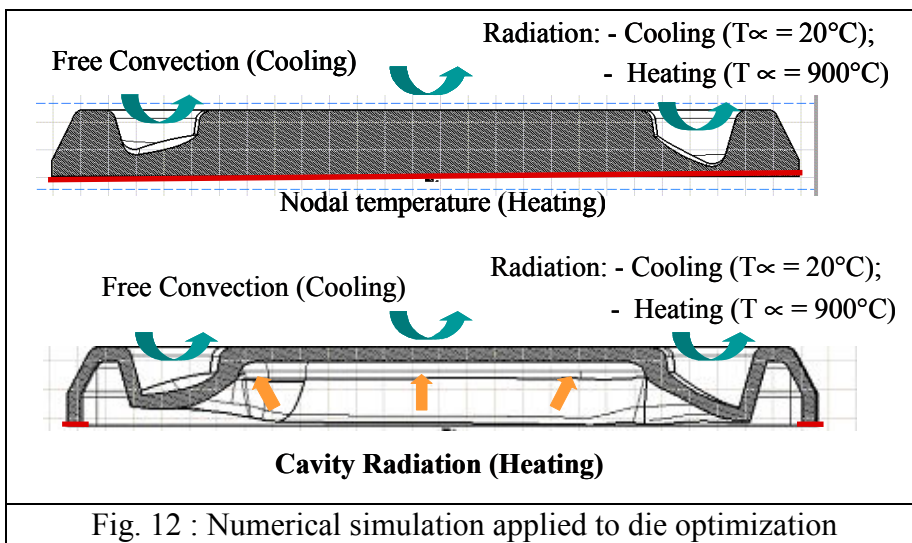 Free Convection (Cooling)
Radiation: - Cooling (T∝ = 20°C);
- Heating (T ∝ = 900°C)
Nodal temperature (Heating)
Free Convection (Cooling)
Radiation: - Cooling (T∝ = 20°C);
- Heating (T ∝ = 900°C)
Cavity Radiation (Heating)
Fig. 12 : Numerical simulation applied to die optimization